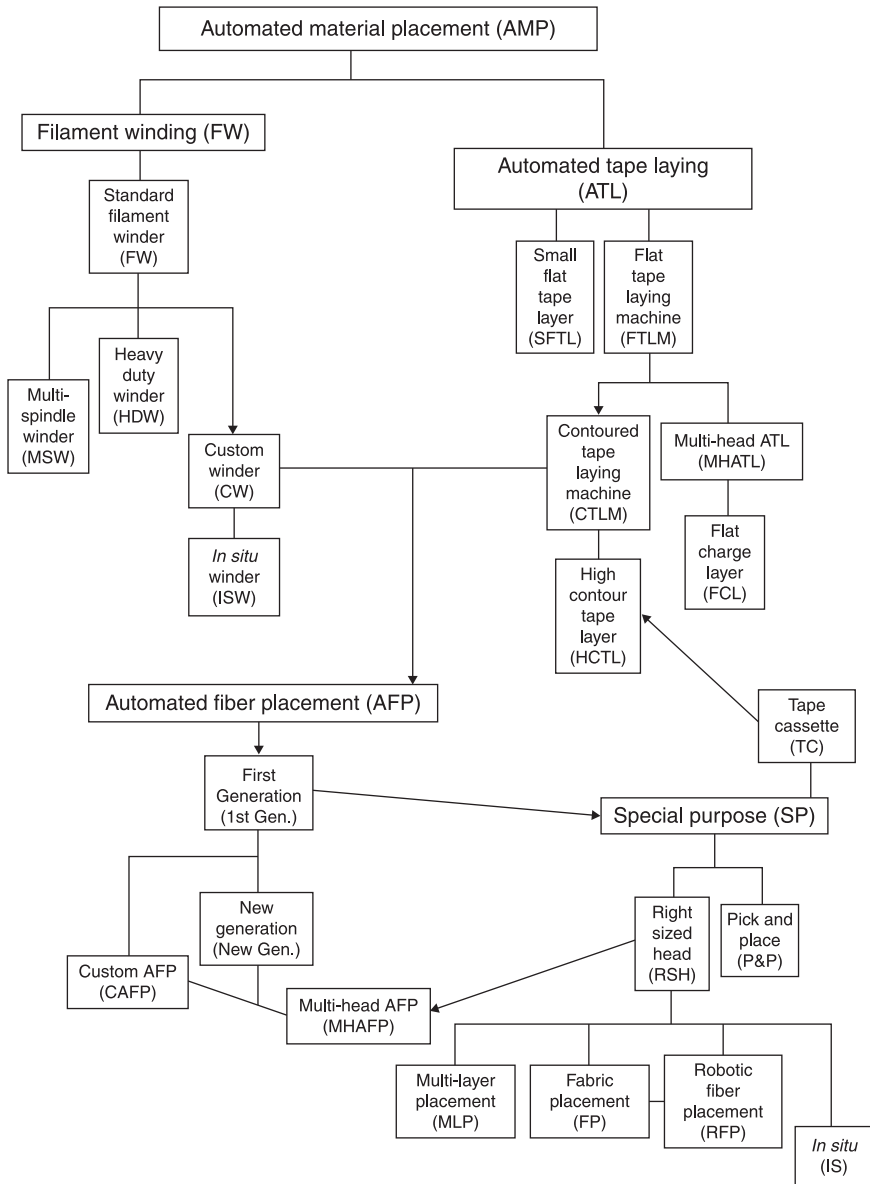 Automated material placement (AMP)
Filament winding (FW)
Automated tape laying
(ATL)
Standard
filament
winder
(FW)
Small
flat
tape
layer
(SFTL)
Flat
tape
laying
machine
(FTLM)
Multi-
spindle
winder
(MSW)
Heavy
duty
winder
(HDW)
Custom
winder
(CW)
Contoured
tape
laying
machine
(CTLM)
Multi-head ATL
(MHATL)
In situ
winder
(ISW)
High
contour
tape
layer
(HCTL)
Flat
charge
layer
(FCL)
Automated fiber placement (AFP)
Tape
cassette
(TC)
First
Generation
(1st Gen.)
Special purpose (SP)
New
generation
(New Gen.)
Right
sized
head
(RSH)
Pick and
place
(P&P)
Custom AFP
(CAFP)
Multi-head AFP
(MHAFP)
Multi-layer
placement
(MLP)
Fabric
placement
(FP)
Robotic
fiber
placement
(RFP)
In situ
(IS)